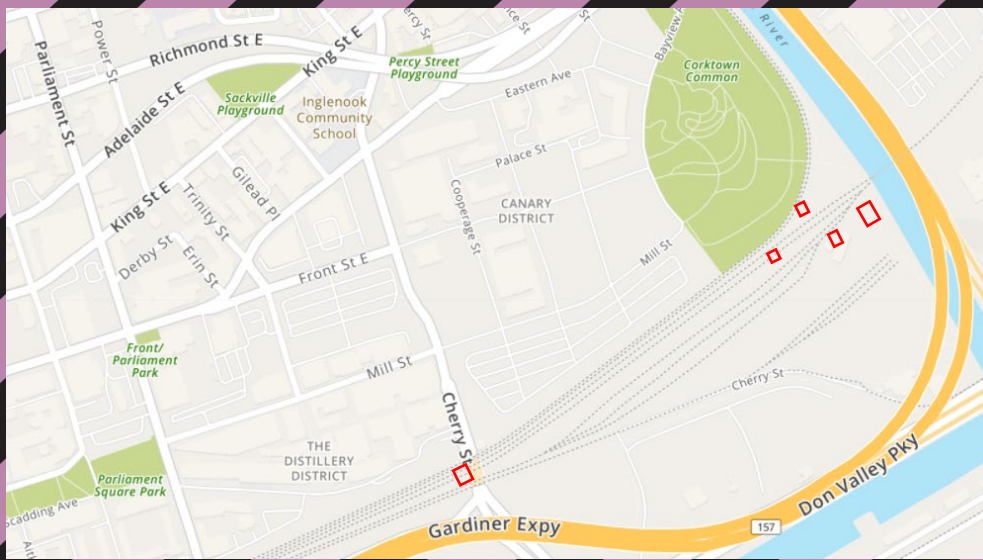 Parliament St
Power St
Richmond St E
King St E
Adelaide St E
Sackville
Playground
Inglenook
Community
School
Percy Street
Playground
Eastern Ave
River
Corktown
Common
Palace St
Cooperage St
CANARY
DISTRICT
Gilead Pl
Trinity St
King St E
Derby St
Erin St
Front St E
Mill St
Front/
Parliament
Park
Mill St
Cherry St
Cherry St
THE
DISTILLERY
DISTRICT
Parliament
Square Park
Scadding Ave
Gardiner Expy
157
Don Valley Pky